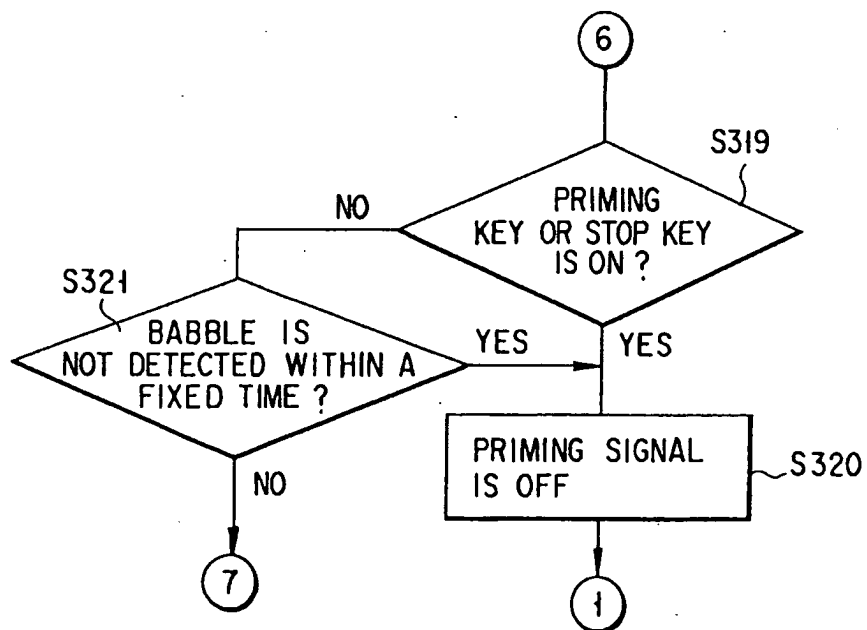 6
S319
PRIMING
KEY OR STOP KEY
IS ON?
NO
YES
S321
BABBLE IS
NOT DETECTED WITHIN A
FIXED TIME?
YES
NO
7
PRIMING SIGNAL
IS OFF
S320
1